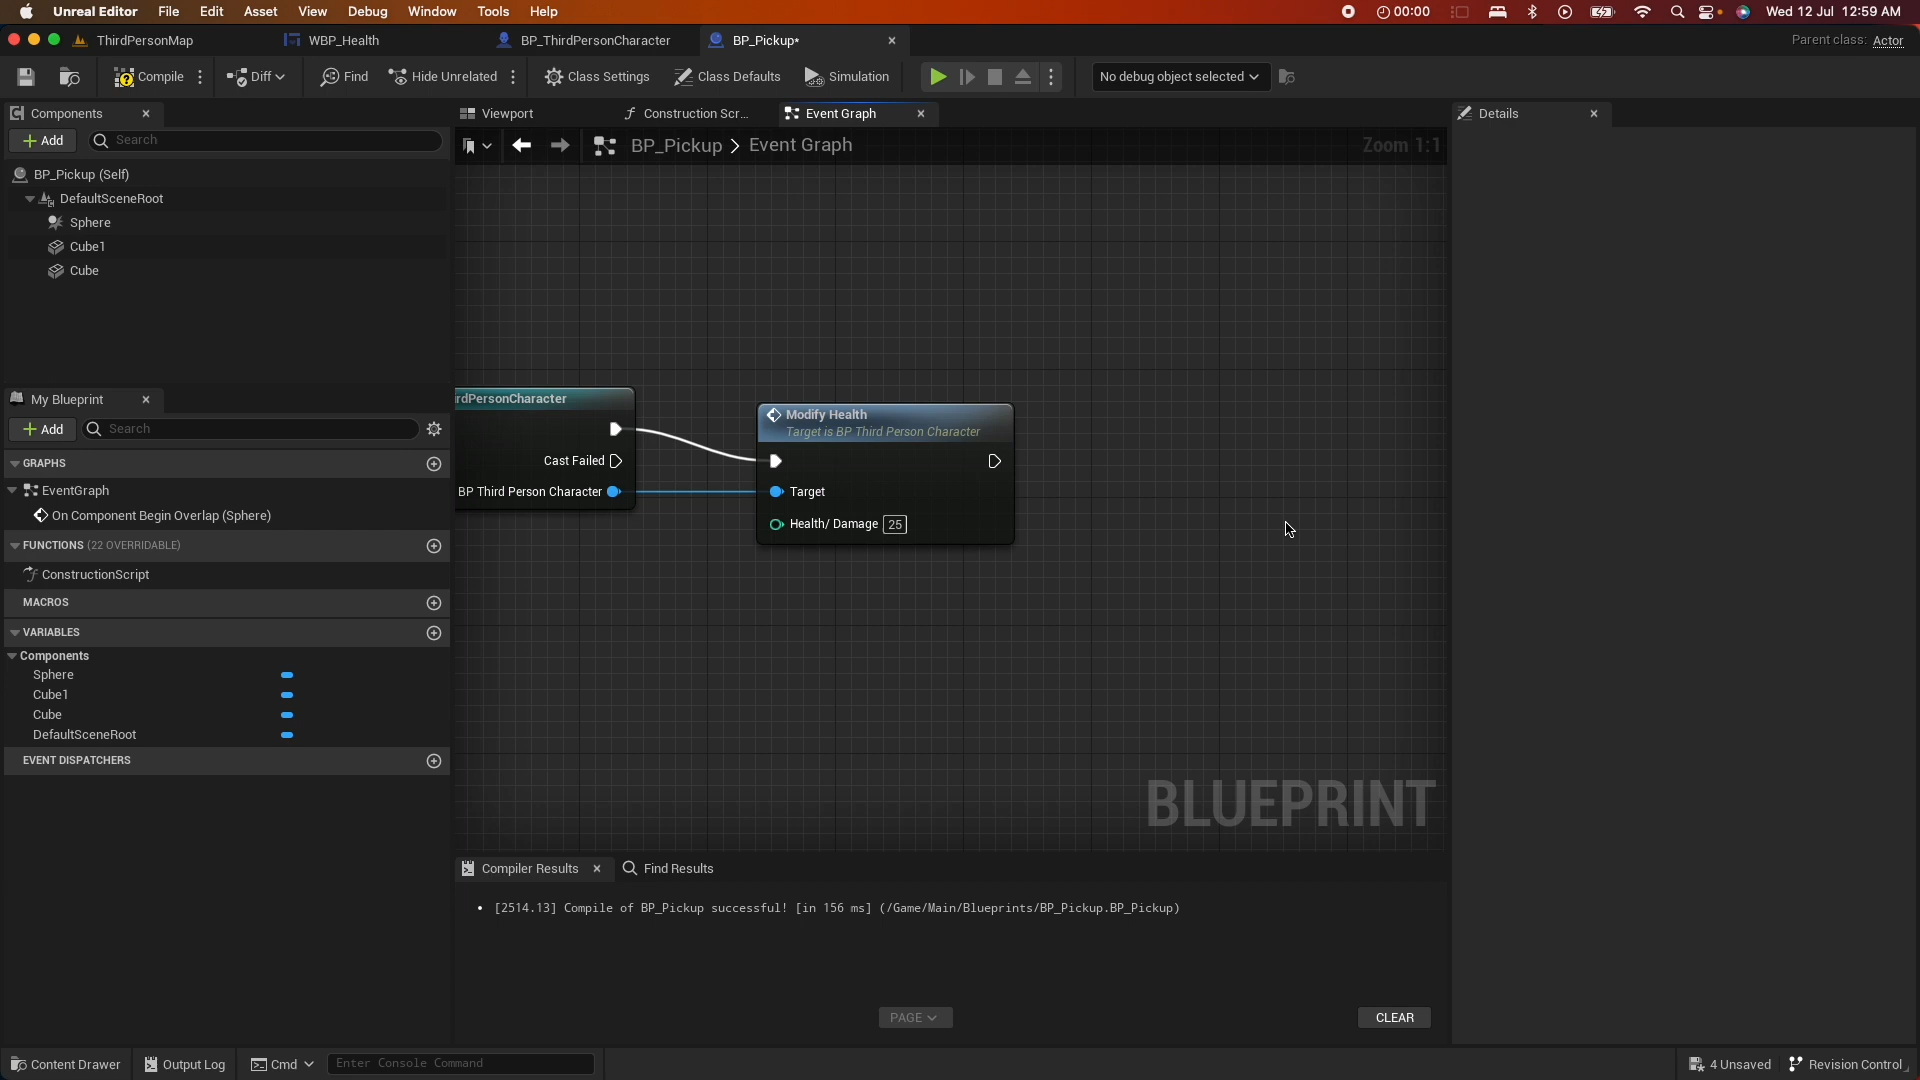 Unreal Editor File Edit Asset View Debug Window Tools Help 00:00 Wed 12 Jul 12:59 AM
ThirdPersonMap WBP_Health BP_ThirdPersonCharacter BP_Pickup* Parent class: Actor
Compile Diff Find Hide Unrelated Class Settings Class Defaults Simulation No debug object selected
Components Viewport Construction Scr... Event Graph Details
Add Search
BP_Pickup > Event Graph Zoom 1:1
BP_Pickup (Self)
DefaultSceneRoot
Sphere
Cube1
Cube
My Blueprint
Add Search
GRAPHS
EventGraph
On Component Begin Overlap (Sphere)
FUNCTIONS (22 OVERRIDABLE)
ConstructionScript
MACROS
VARIABLES
Components
Sphere
Cube1
Cube
DefaultSceneRoot
EVENT DISPATCHERS
irdPersonCharacter
Cast Failed
BP Third Person Character
Modify Health
Target is BP Third Person Character
Target
Health/ Damage 25
BLUEPRINT
Compiler Results Find Results
• [2514.13] Compile of BP_Pickup successful! [in 156 ms] (/Game/Main/Blueprints/BP_Pickup.BP_Pickup)
PAGE CLEAR
Content Drawer Output Log Cmd Enter Console Command 4 Unsaved Revision Control